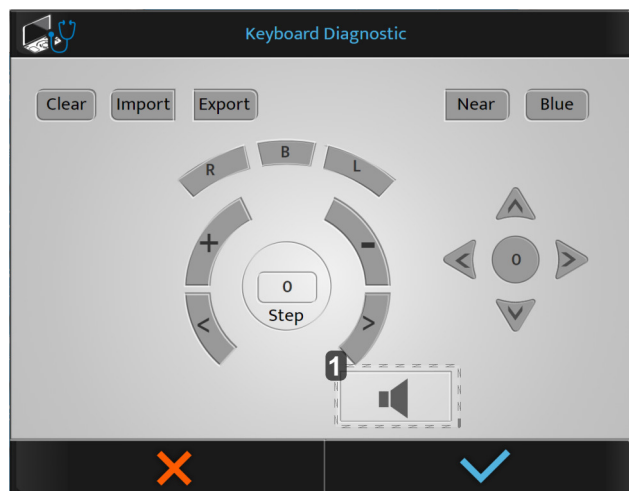 Keyboard Diagnostic
Clear Import Export Near Blue
R B L
+ -
0 0
Step
< >
1